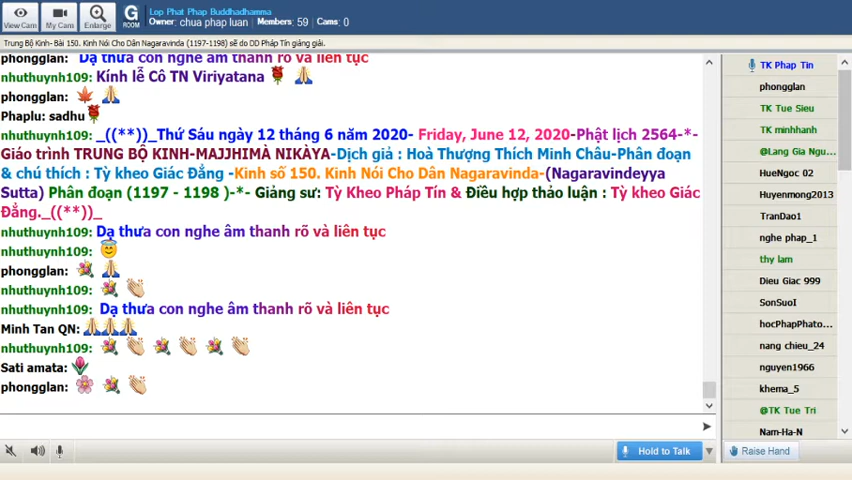 View Cam
My Cam
Enlarge
G
ROOM
Lop Phat Phap Buddhadhamma
Owner: chua phap luan / Members: 59 / Cams: 0
Trung Bộ Kinh- Bài 150. Kinh Nói Cho Dân Nagaravinda (1197-1198) sẽ do DD Pháp Tín giảng giải.
phongglan: Dạ thưa con nghe âm thanh rõ và liên tục
nhuthuynh109: Kính lễ Cô TN Viriyatana
phongglan:
Phaplu: sadhu
nhuthuynh109: _((**))_Thứ Sáu ngày 12 tháng 6 năm 2020- Friday, June 12, 2020-Phật lịch 2564-*-
Giáo trình TRUNG BỘ KINH-MAJJHIMÀ NIKÀYA-Dịch giả : Hoà Thượng Thích Minh Châu-Phân đoạn
& chú thích : Tỳ kheo Giác Đẳng -Kinh số 150. Kinh Nói Cho Dân Nagaravinda-(Nagaravindeyya
Sutta) Phân đoạn (1197 - 1198 )-*- Giảng sư: Tỳ Kheo Pháp Tín & Điều hợp thảo luận : Tỳ kheo Giác
Đẳng._((**))_
nhuthuynh109: Dạ thưa con nghe âm thanh rõ và liên tục
nhuthuynh109:
phongglan:
nhuthuynh109:
nhuthuynh109: Dạ thưa con nghe âm thanh rõ và liên tục
Minh Tan QN:
nhuthuynh109:
Sati amata:
phongglan:
Hold to Talk
TK Phap Tin
phongglan
TK Tue Sieu
TK minhhanh
@Lang Gia Ngu...
HueNgoc 02
Huyenmong2013
TranDao1
nghe phap_1
thy lam
Dieu Giac 999
SonSuoI
hocPhapPhato...
nang chieu_24
nguyen1966
khema_5
@TK Tue Tri
Nam-Ha-N
Raise Hand